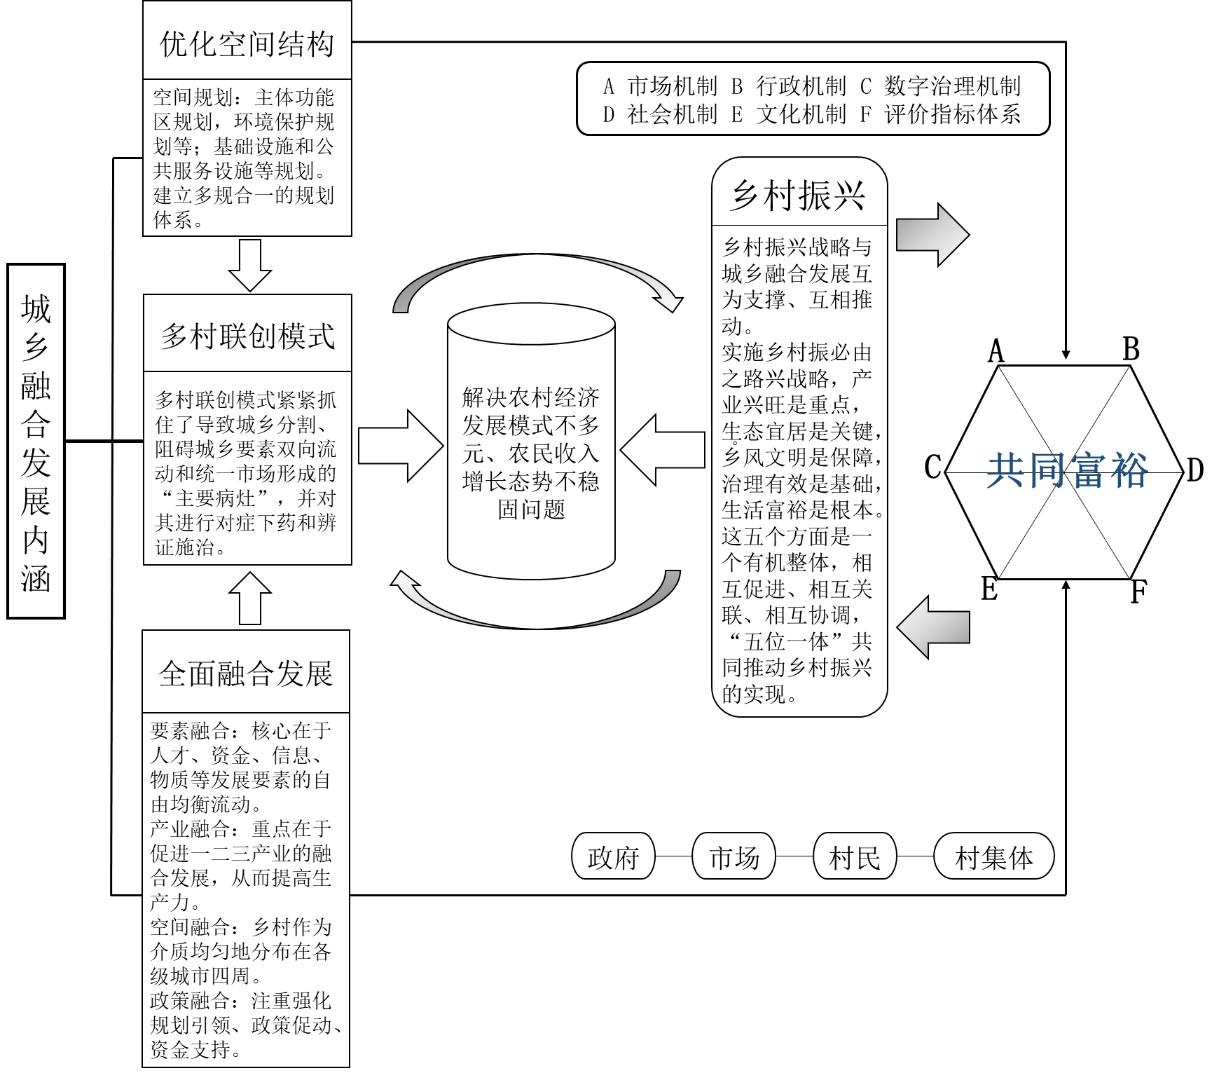 城乡融合发展内涵
优化空间结构
空间规划：主体功能
区规划，环境保护规
划等；基础设施和公
共服务设施等规划。
建立多规合一的规划
体系。
多村联创模式
多村联创模式紧紧抓
住了导致城乡分割、
阻碍城乡要素双向流
动和统一市场形成的
“主要病灶”，并对
其进行对症下药和辨
证施治。
全面融合发展
要素融合：核心在于
人才、资金、信息、
物质等发展要素的自
由均衡流动。
产业融合：重点在于
促进一二三产业的融
合发展，从而提高生
产力。
空间融合：乡村作为
介质均匀地分布在各
级城市四周。
政策融合：注重强化
规划引领、政策促动、
资金支持。
解决农村经济
发展模式不多
元、农民收入
增长态势不稳
固问题
A 市场机制 B 行政机制 C 数字治理机制
D 社会机制 E 文化机制 F 评价指标体系
乡村振兴
乡村振兴战略与
城乡融合发展互
为支撑、互相推
动。
实施乡村振必由
之路兴战略，产
业兴旺是重点，
生态宜居是关键，
乡风文明是保障，
治理有效是基础，
生活富裕是根本。
这五个方面是一
个有机整体，相
互促进、相互关
联、相互协调，
“五位一体”共
同推动乡村振兴
的实现。
A
B
C
共同富裕
D
E
F
政府
市场
村民
村集体